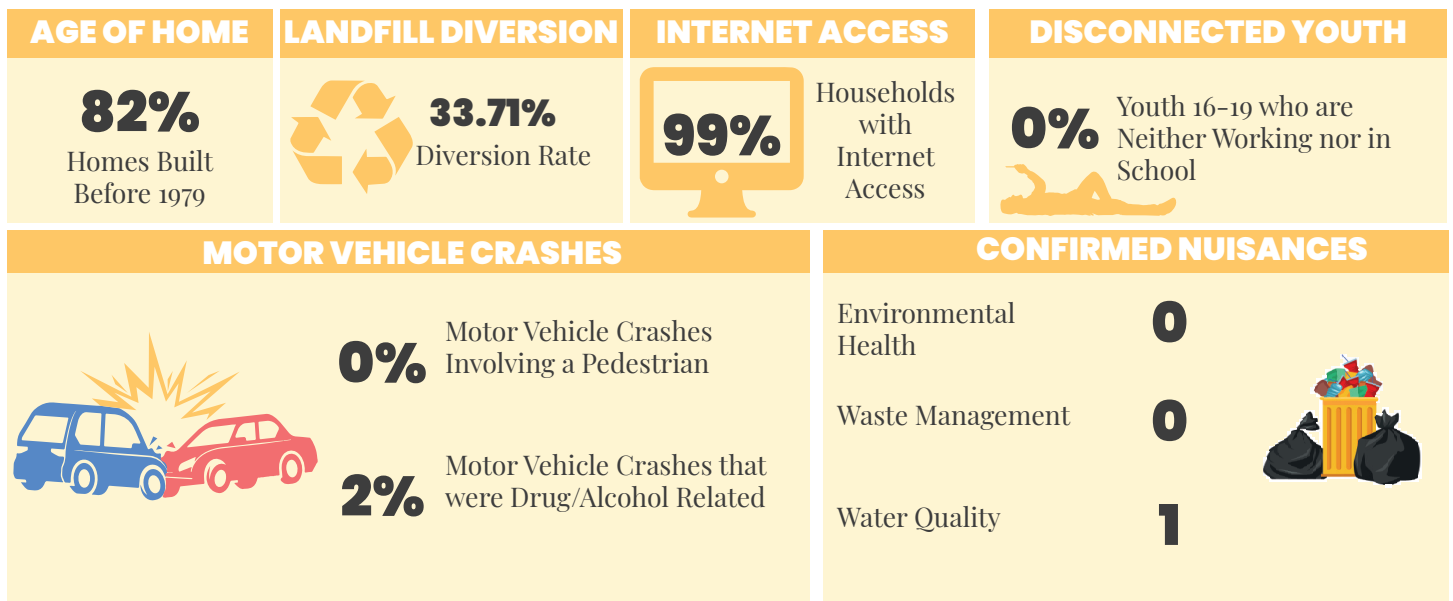 AGE OF HOME
82%
Homes Built
Before 1979
LANDFILL DIVERSION
33.71%
Diversion Rate
INTERNET ACCESS
99%
Households
with
Internet
Access
DISCONNECTED YOUTH
0%
Youth 16-19 who are
Neither Working nor in
School
MOTOR VEHICLE CRASHES
0%
Motor Vehicle Crashes
Involving a Pedestrian
2%
Motor Vehicle Crashes that
were Drug/Alcohol Related
CONFIRMED NUISANCES
Environmental
Health
0
Waste Management
0
Water Quality
1